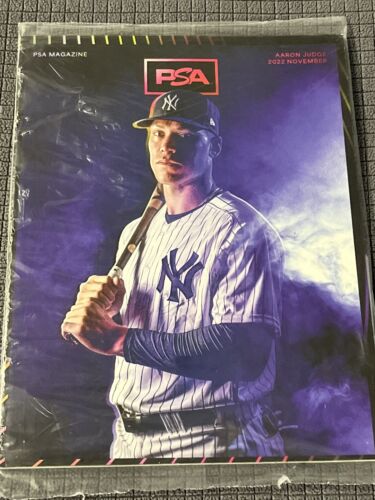 PSA MAGAZINE
AARON JUDGE
2022 NOVEMBER
PSA
NY
NY